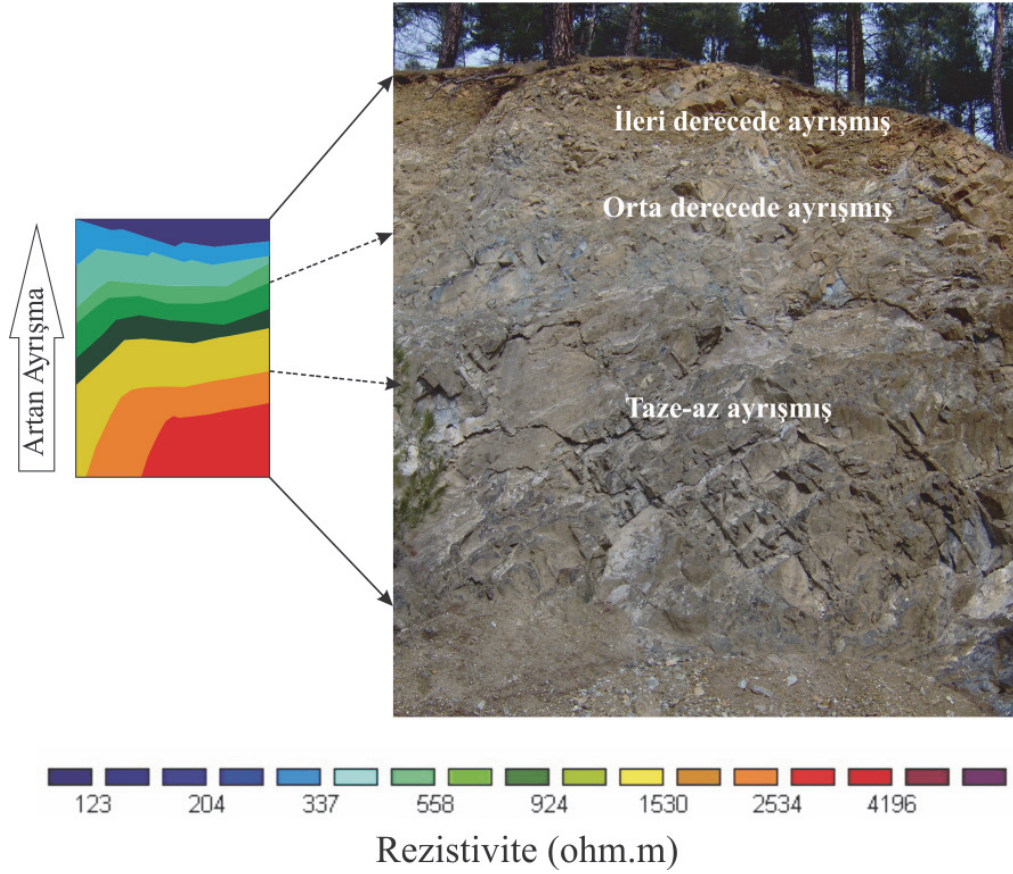 İleri derecede ayrışmış
Orta derecede ayrışmış
Taze-az ayrışmış
Artan Ayrışma
123 204 337 558 924 1530 2534 4196
Rezistivite (ohm.m)